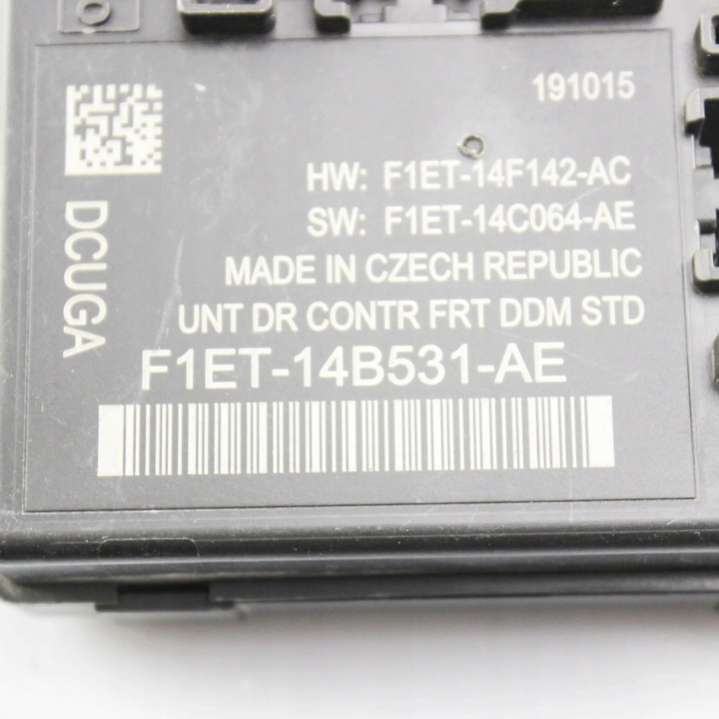 191015
HW: F1ET-14F142-AC
SW: F1ET-14C064-AE
MADE IN CZECH REPUBLIC
UNT DR CONTR FRT DDM STD
F1ET-14B531-AE
DCUGA